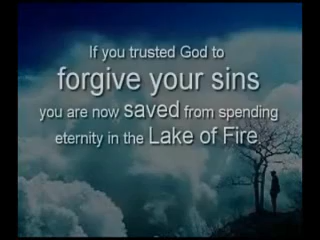 If you trusted God to
forgive your sins
you are now saved from spending
eternity in the Lake of Fire.